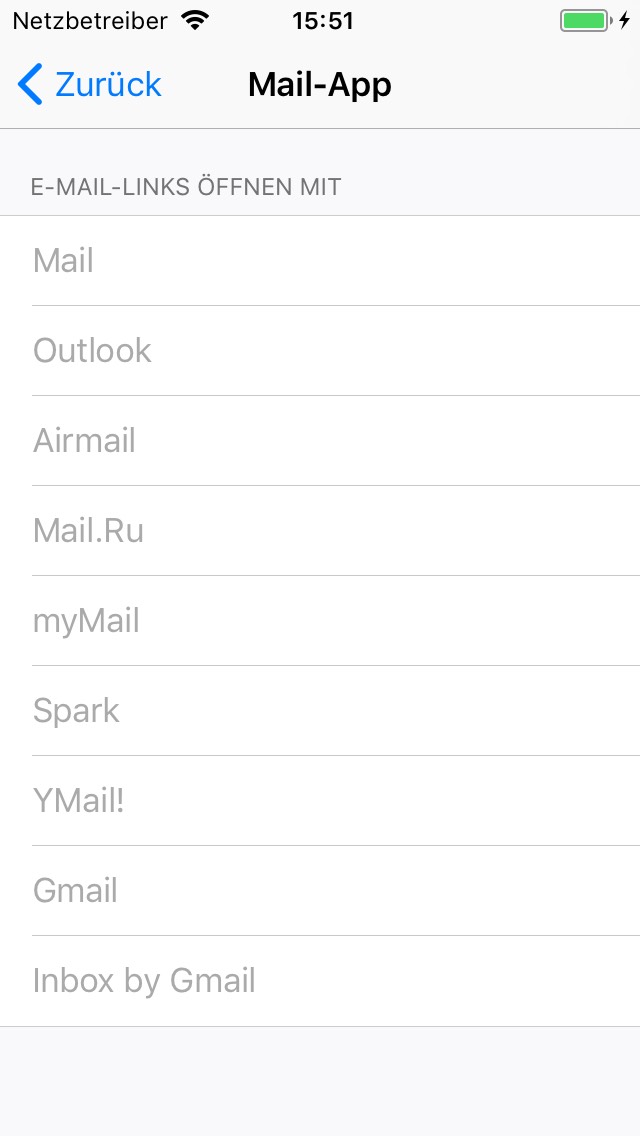 Netzbetreiber 15:51
Zurück Mail-App
E-MAIL-LINKS ÖFFNEN MIT
Mail
Outlook
Airmail
Mail.Ru
myMail
Spark
YMail!
Gmail
Inbox by Gmail